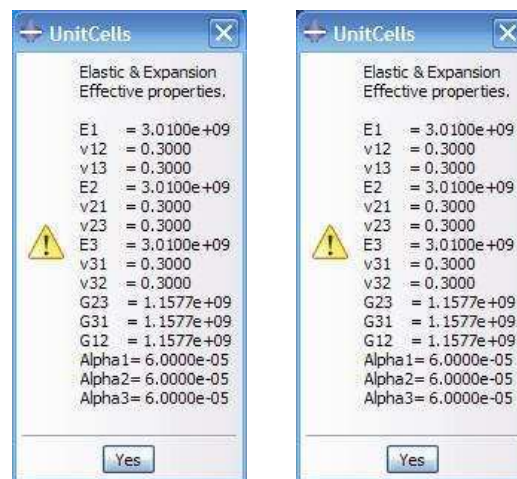 UnitCells
Elastic & Expansion
Effective properties.
E1 = 3.0100e+09
v12 = 0.3000
v13 = 0.3000
E2 = 3.0100e+09
v21 = 0.3000
v23 = 0.3000
E3 = 3.0100e+09
v31 = 0.3000
v32 = 0.3000
G23 = 1.1577e+09
G31 = 1.1577e+09
G12 = 1.1577e+09
Alpha1= 6.0000e-05
Alpha2= 6.0000e-05
Alpha3= 6.0000e-05
Yes
UnitCells
Elastic & Expansion
Effective properties.
E1 = 3.0100e+09
v12 = 0.3000
v13 = 0.3000
E2 = 3.0100e+09
v21 = 0.3000
v23 = 0.3000
E3 = 3.0100e+09
v31 = 0.3000
v32 = 0.3000
G23 = 1.1577e+09
G31 = 1.1577e+09
G12 = 1.1577e+09
Alpha1= 6.0000e-05
Alpha2= 6.0000e-05
Alpha3= 6.0000e-05
Yes